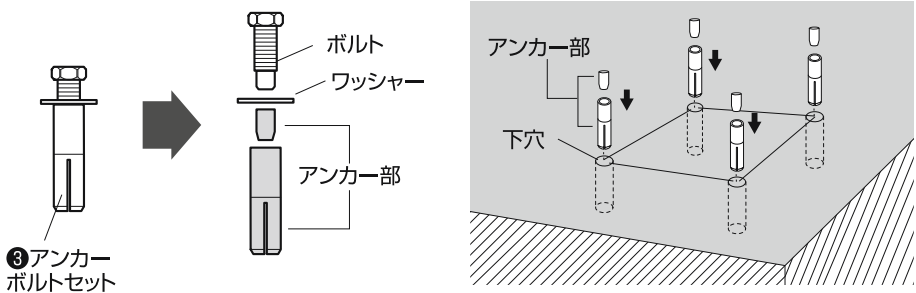 ボルト
ワッシャー
アンカー部
❸アンカー
ボルトセット
アンカー部
下穴